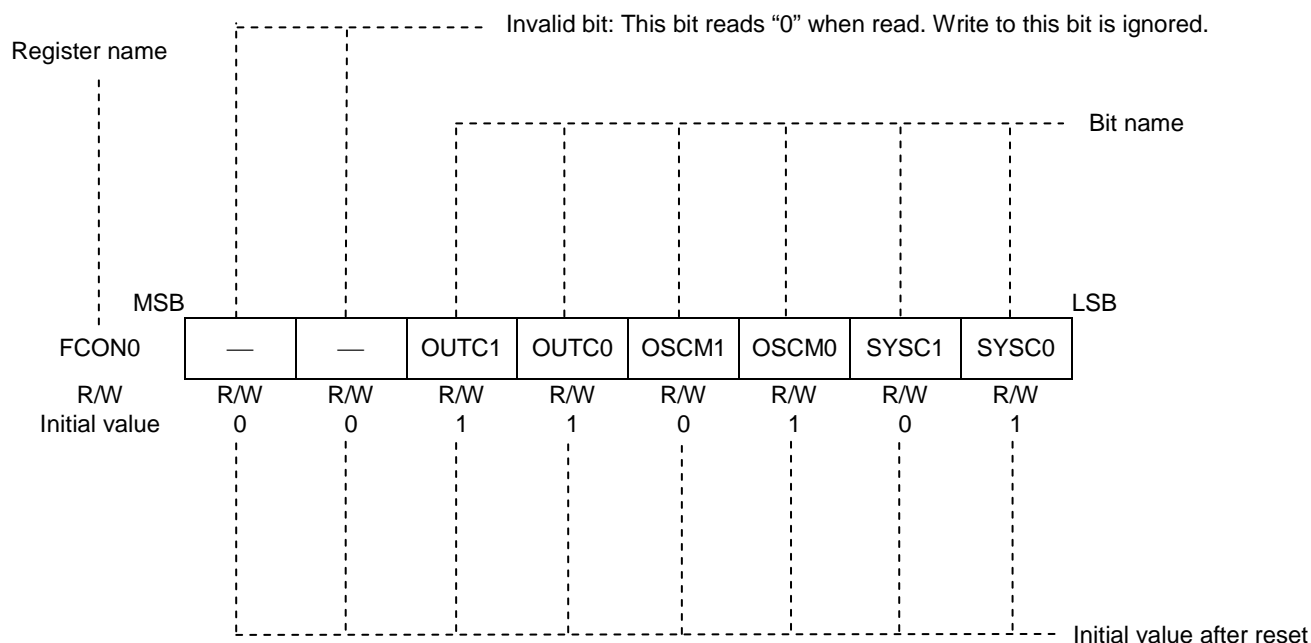 Invalid bit: This bit reads “0” when read. Write to this bit is ignored.
Register name
Bit name
MSB LSB
FCON0 — — OUTC1 OUTC0 OSCM1 OSCM0 SYSC1 SYSC0
R/W R/W R/W R/W R/W R/W R/W R/W R/W
Initial value 0 0 1 1 0 1 0 1
Initial value after reset